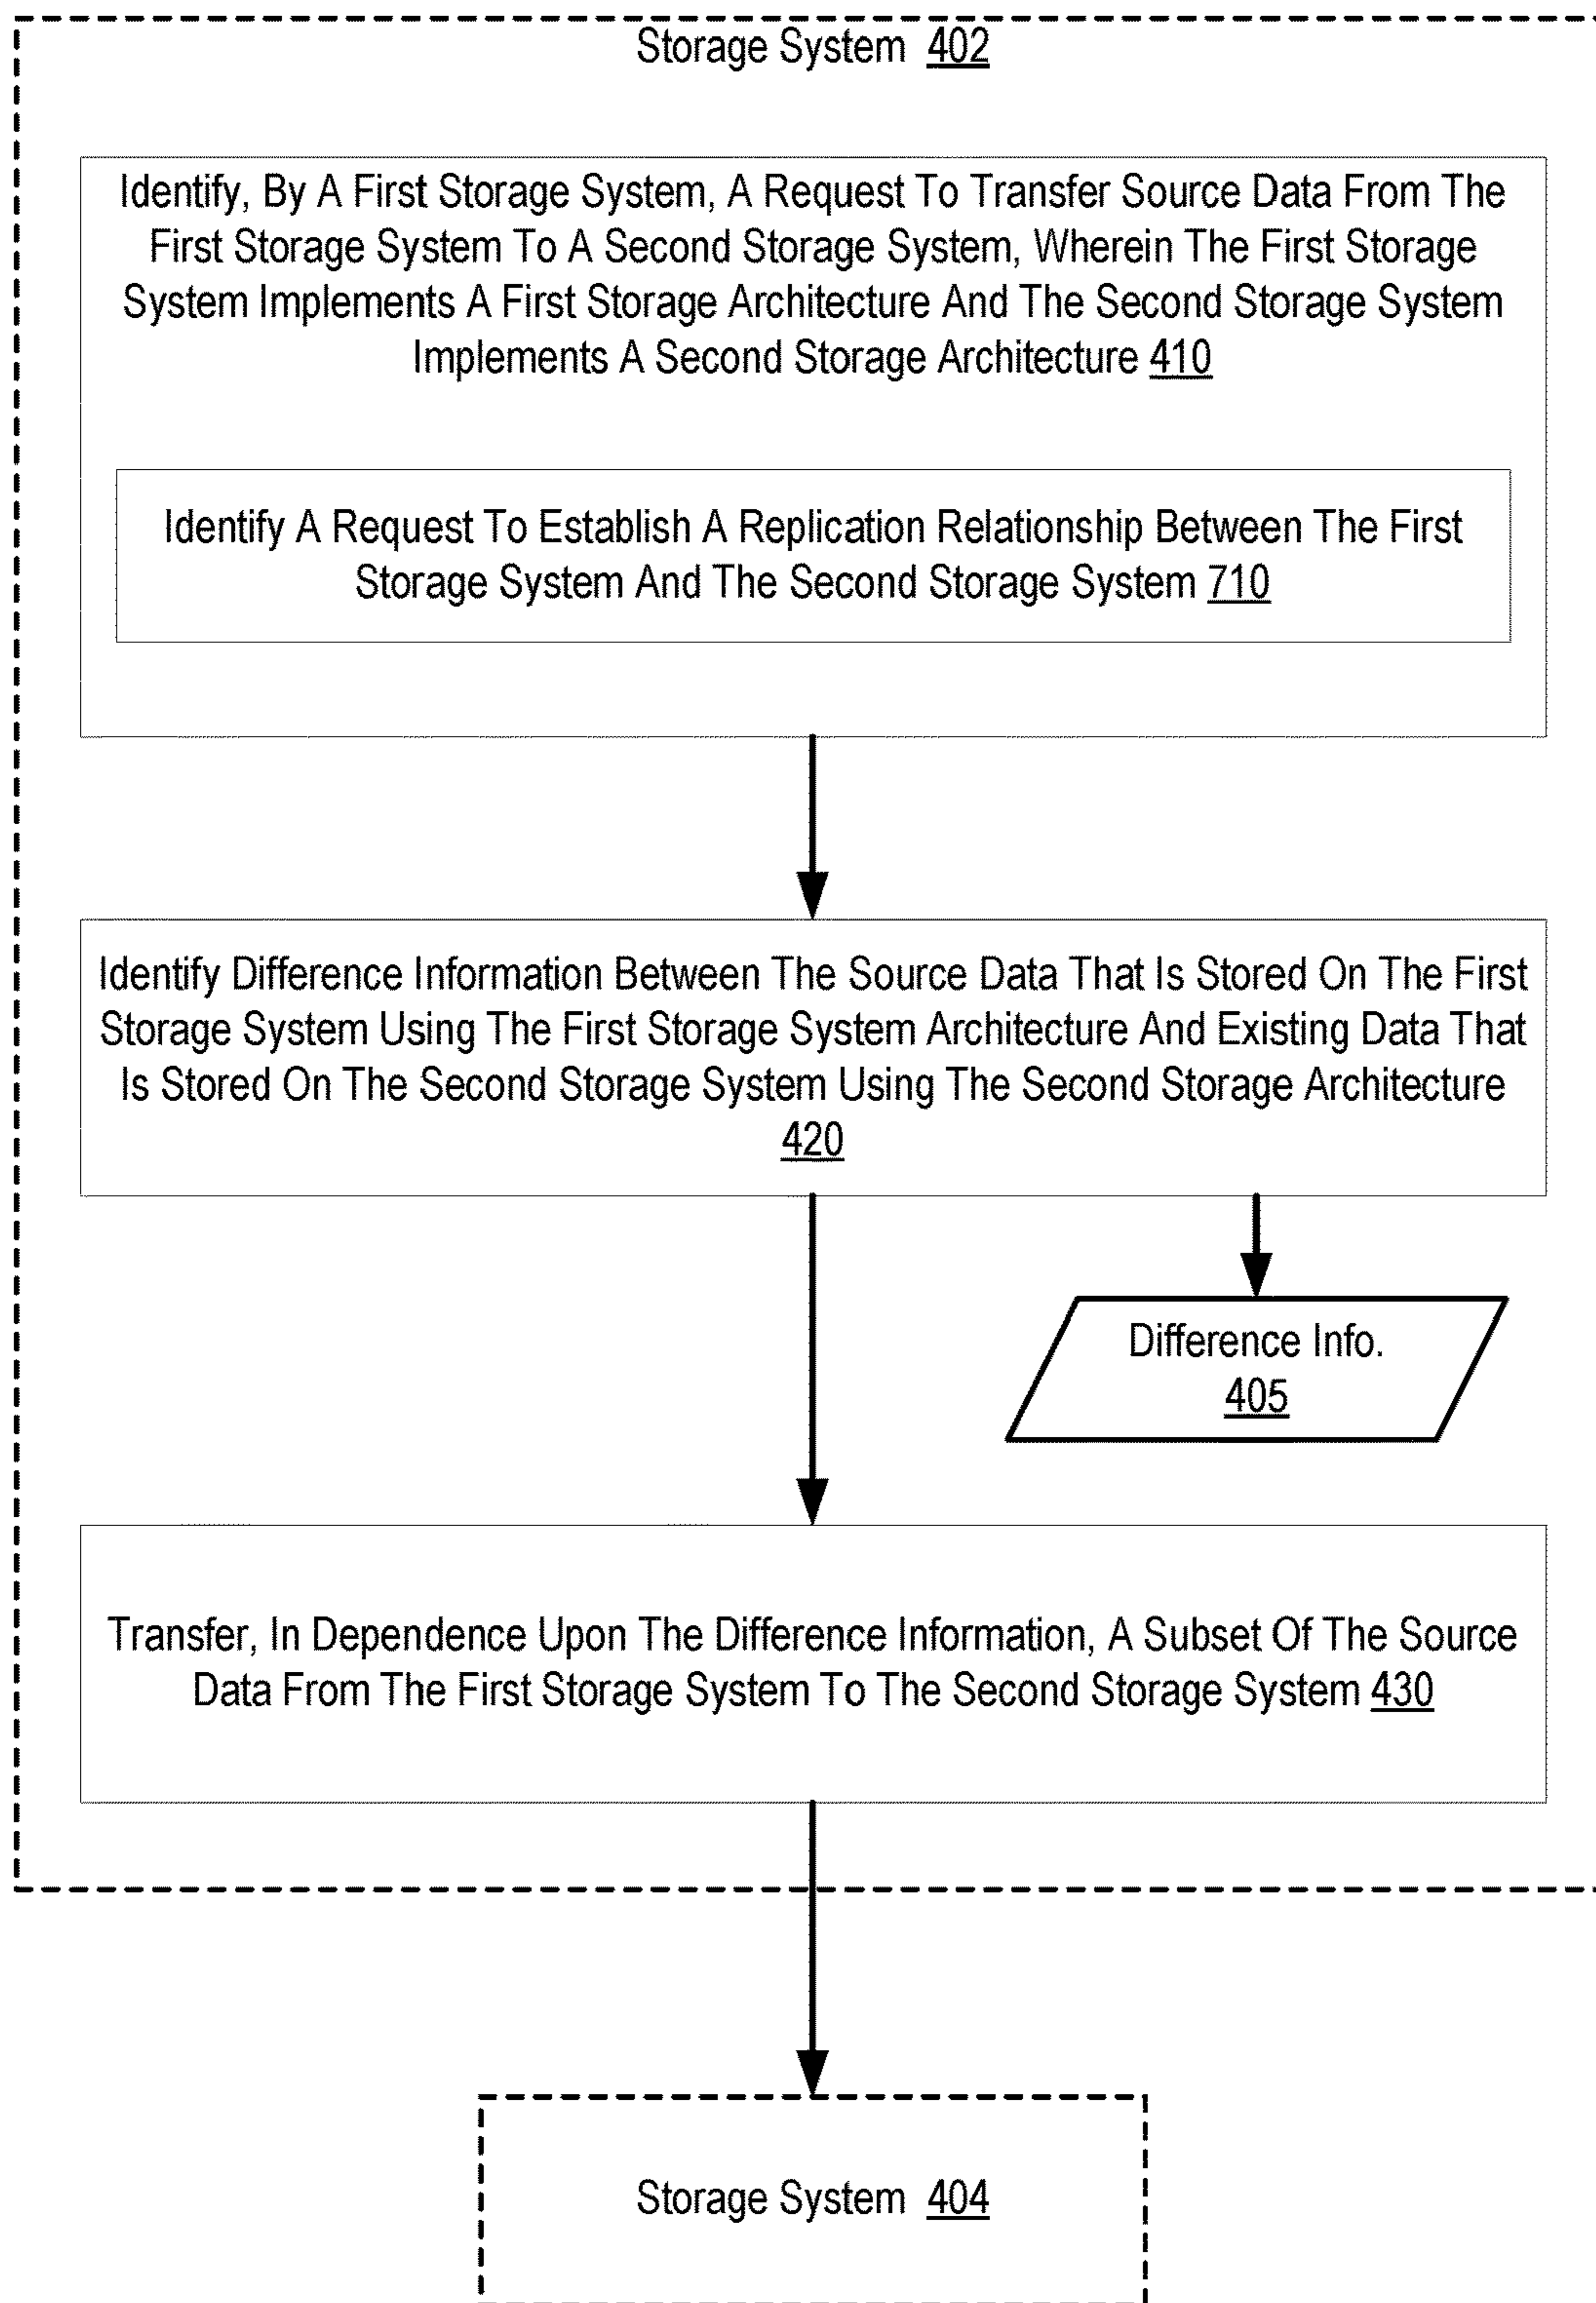 Storage System 402
Identify, By A First Storage System, A Request To Transfer Source Data From The
First Storage System To A Second Storage System, Wherein The First Storage
System Implements A First Storage Architecture And The Second Storage System
Implements A Second Storage Architecture 410
Identify A Request To Establish A Replication Relationship Between The First
Storage System And The Second Storage System 710
Identify Difference Information Between The Source Data That Is Stored On The First
Storage System Using The First Storage System Architecture And Existing Data That
Is Stored On The Second Storage System Using The Second Storage Architecture
420
Difference Info.
405
Transfer, In Dependence Upon The Difference Information, A Subset Of The Source
Data From The First Storage System To The Second Storage System 430
Storage System 404